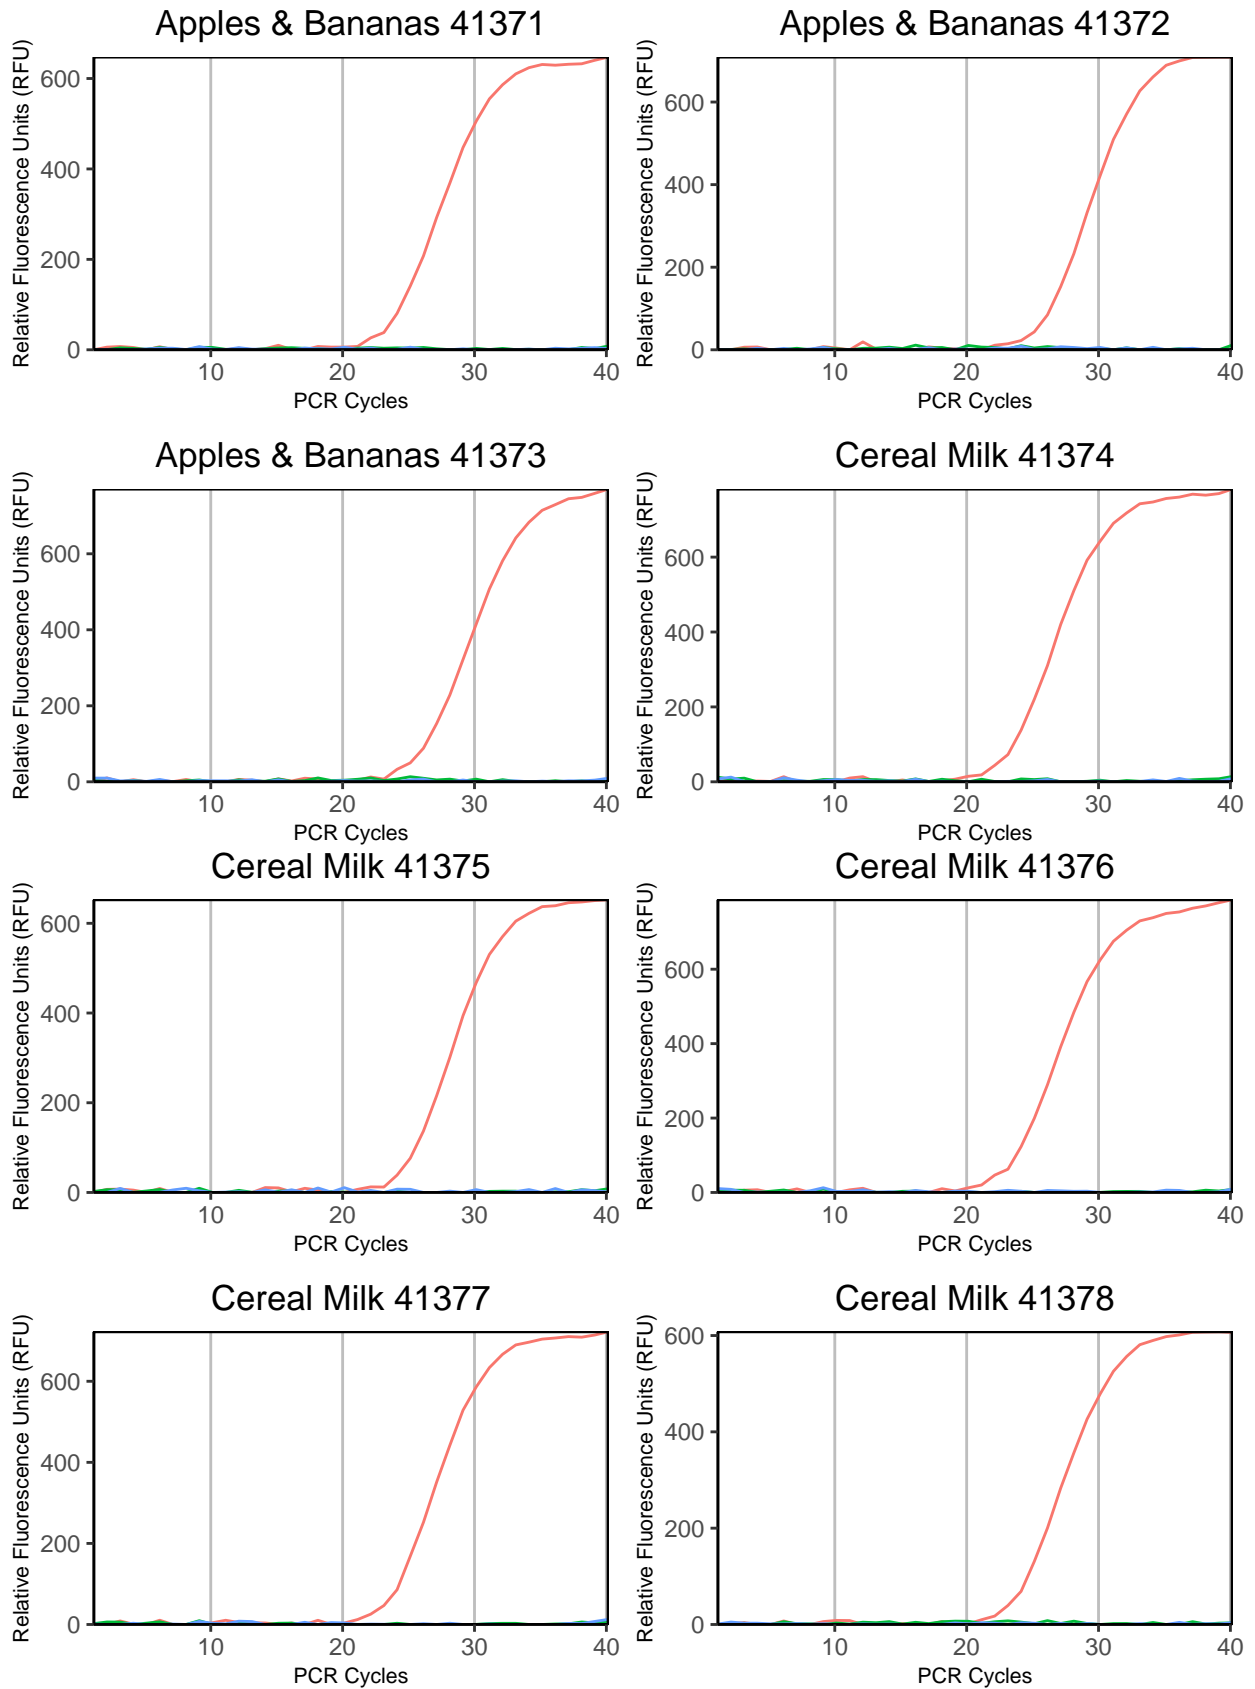 Apples & Bananas 41371
Relative Fluorescence Units (RFU)
600
400
200
0
10 20 30 40
PCR Cycles
Apples & Bananas 41372
Relative Fluorescence Units (RFU)
600
400
200
0
10 20 30 40
PCR Cycles
Apples & Bananas 41373
Relative Fluorescence Units (RFU)
600
400
200
0
10 20 30 40
PCR Cycles
Cereal Milk 41374
Relative Fluorescence Units (RFU)
600
400
200
0
10 20 30 40
PCR Cycles
Cereal Milk 41375
Relative Fluorescence Units (RFU)
600
400
200
0
10 20 30 40
PCR Cycles
Cereal Milk 41376
Relative Fluorescence Units (RFU)
600
400
200
0
10 20 30 40
PCR Cycles
Cereal Milk 41377
Relative Fluorescence Units (RFU)
600
400
200
0
10 20 30 40
PCR Cycles
Cereal Milk 41378
Relative Fluorescence Units (RFU)
600
400
200
0
10 20 30 40
PCR Cycles